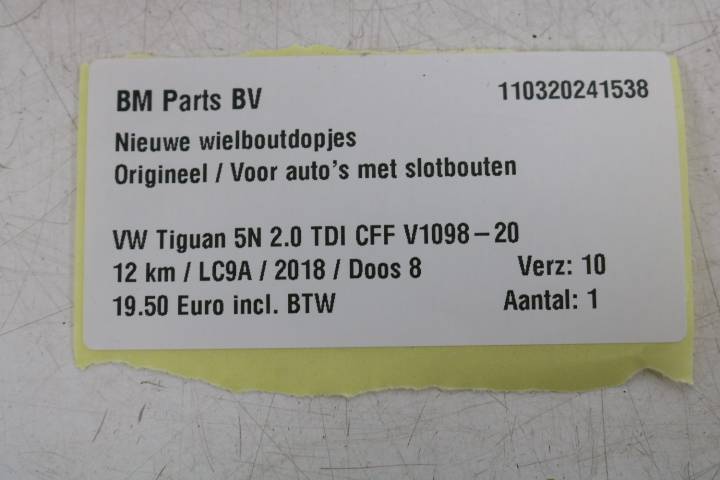 BM Parts BV 110320241538
Nieuwe wielboutdopjes
Origineel / Voor auto's met slotbouten
VW Tiguan 5N 2.0 TDI CFF V1098-20
12 km / LC9A / 2018 / Doos 8 Verz: 10
19.50 Euro incl. BTW Aantal: 1